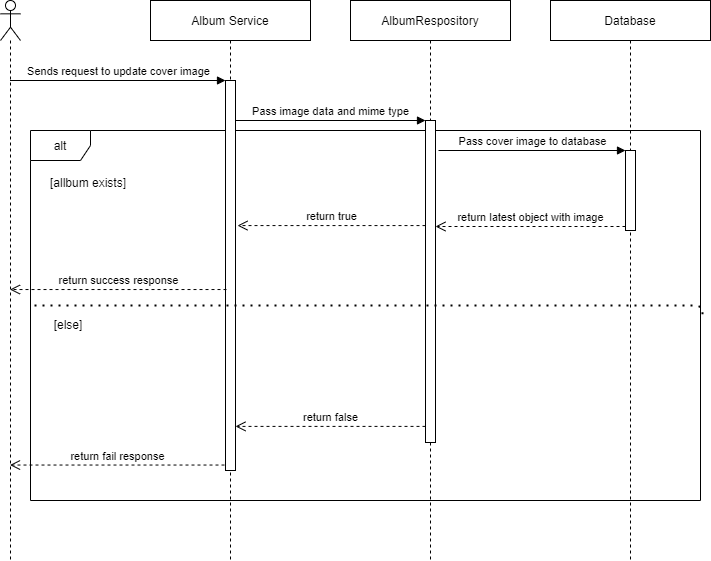 Album Service
AlbumRespository
Database
Sends request to update cover image
Pass image data and mime type
Pass cover image to database
alt
[allbum exists]
return true
return latest object with image
return success response
[else]
return false
return fail response